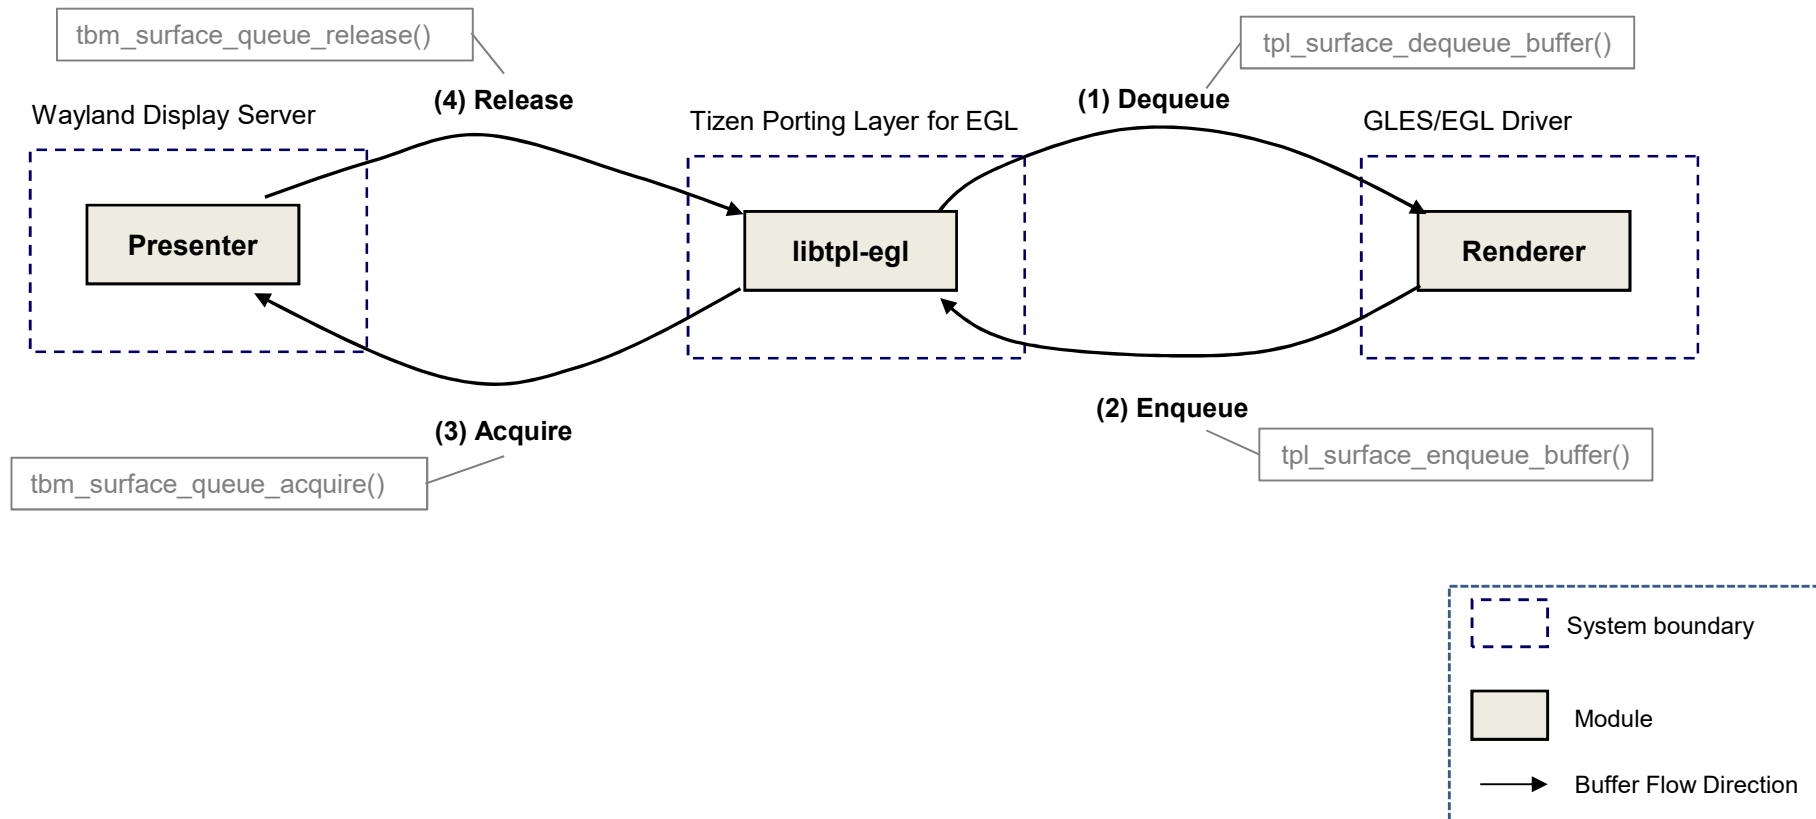 tbm_surface_queue_release()
tpl_surface_dequeue_buffer()
(4) Release
(1) Dequeue
Wayland Display Server
Tizen Porting Layer for EGL
GLES/EGL Driver
Presenter
libtpl-egl
Renderer
(2) Enqueue
(3) Acquire
tpl_surface_enqueue_buffer()
tbm_surface_queue_acquire()
System boundary
Module
Buffer Flow Direction